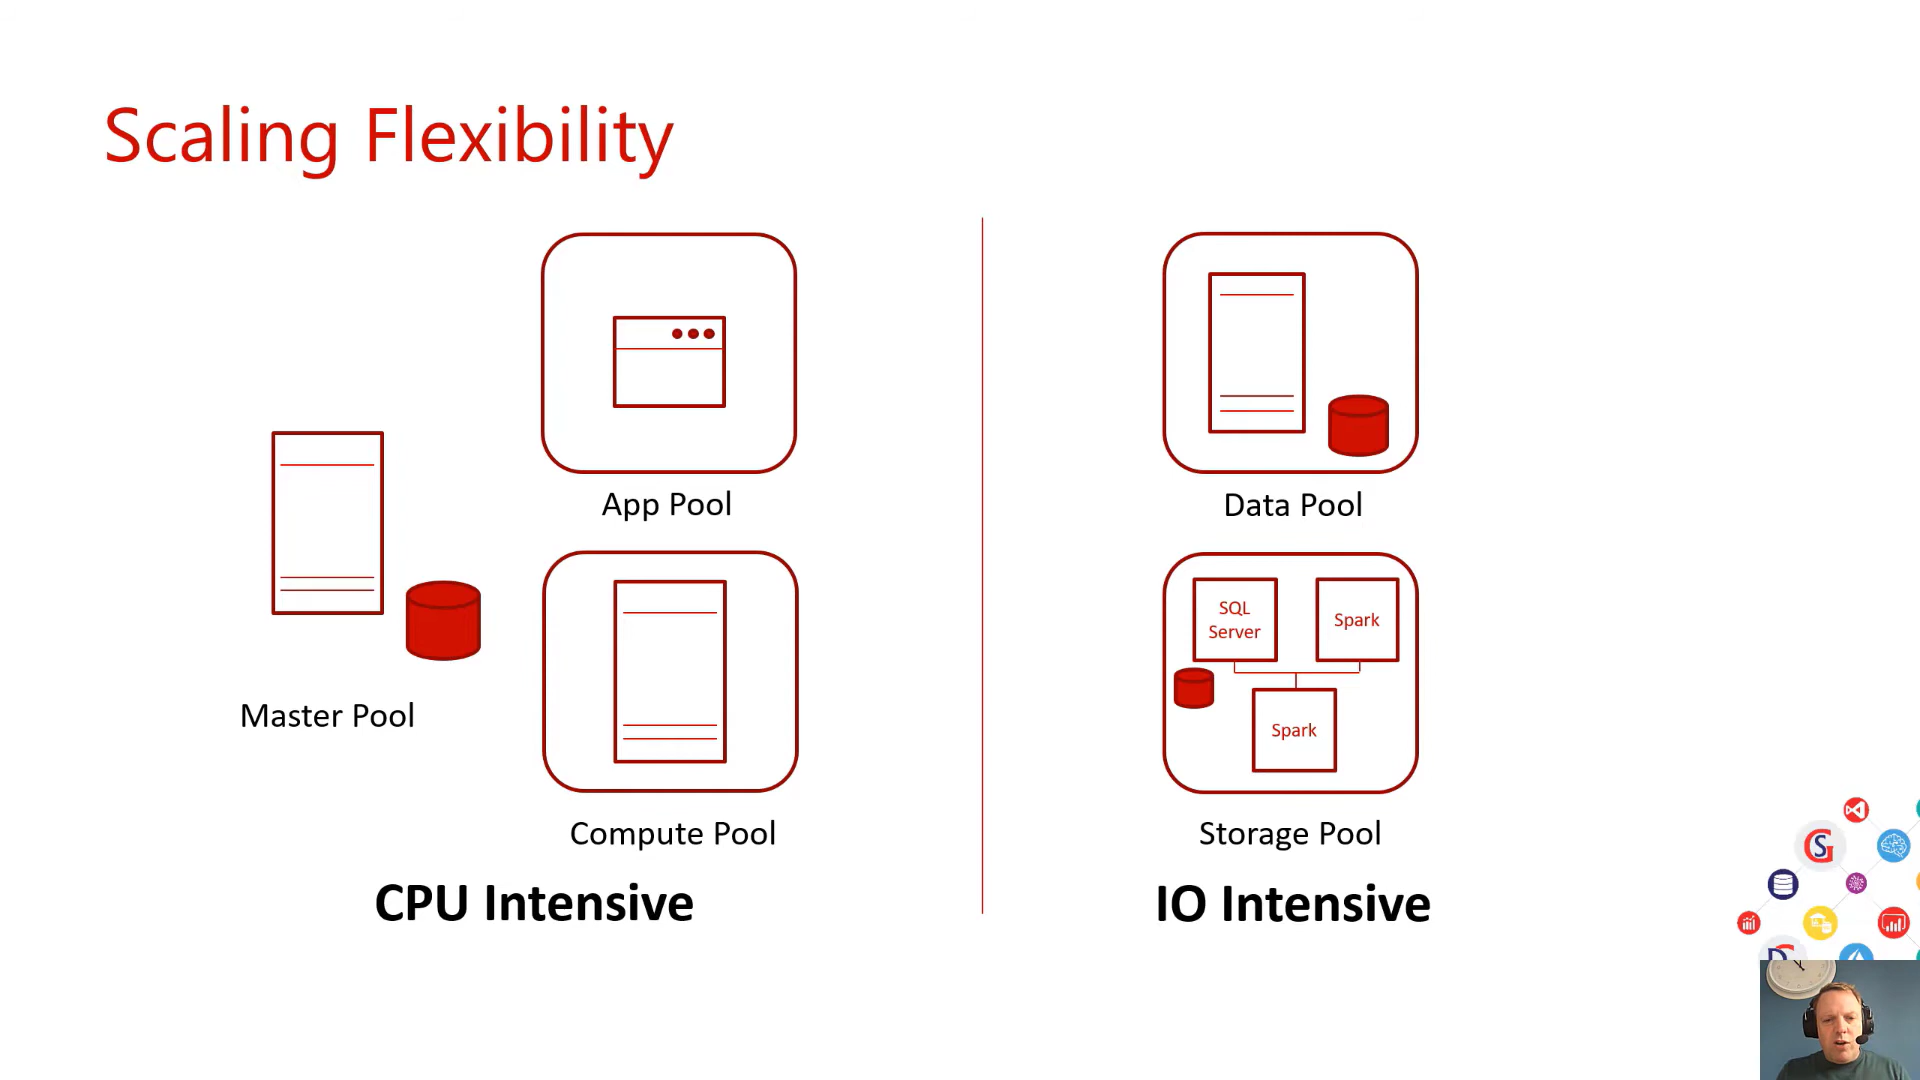 Scaling Flexibility
App Pool
Master Pool
Compute Pool
CPU Intensive
Data Pool
SQL
Server
Spark
Spark
Storage Pool
IO Intensive